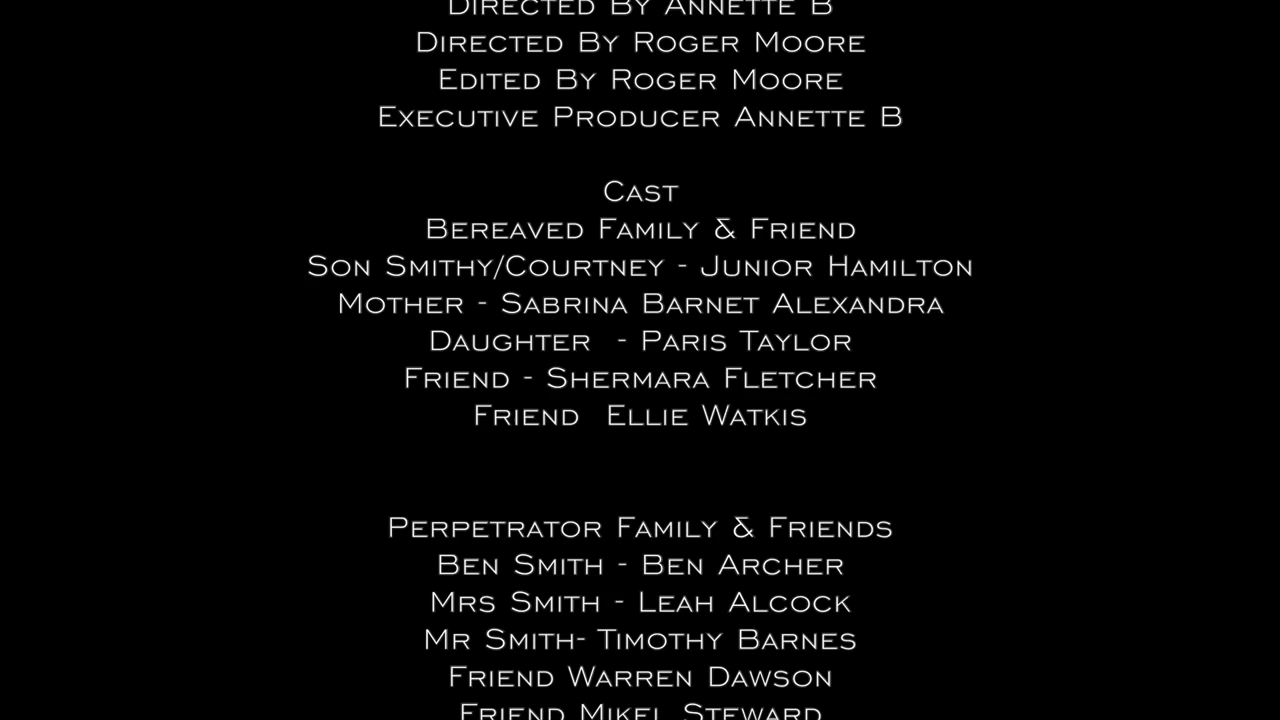 Directed By Annette B
Directed By Roger Moore
Edited By Roger Moore
Executive Producer Annette B
Cast
Bereaved Family & Friend
Son Smithy/Courtney - Junior Hamilton
Mother - Sabrina Barnet Alexandra
Daughter  - Paris Taylor
Friend - Shermara Fletcher
Friend  Ellie Watkis
Perpetrator Family & Friends
Ben Smith - Ben Archer
Mrs Smith - Leah Alcock
Mr Smith- Timothy Barnes
Friend Warren Dawson
Friend Mikel Steward